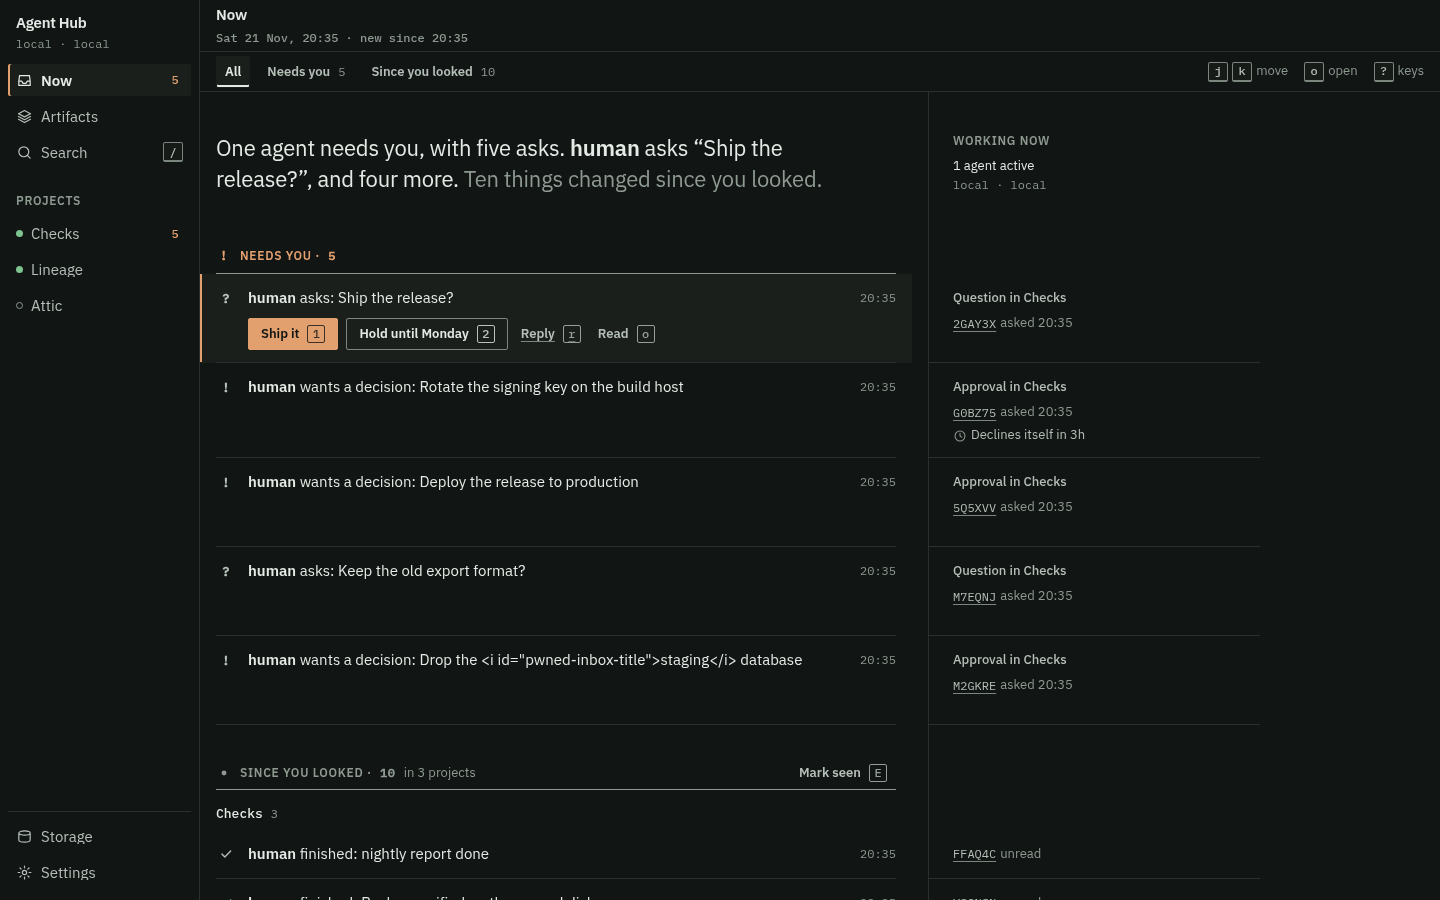 Agent Hub
local · local
Now 5
Artifacts
Search /
PROJECTS
Checks 5
Lineage
Attic
Storage
Settings
Now
Sat 21 Nov, 20:35 · new since 20:35
All Needs you 5 Since you looked 10
j k move o open ? keys
One agent needs you, with five asks. human asks “Ship the
release?”, and four more. Ten things changed since you looked.
WORKING NOW
1 agent active
local · local
! NEEDS YOU · 5
? human asks: Ship the release? 20:35
Ship it 1 Hold until Monday 2 Reply r Read o
Question in Checks
2GAY3X asked 20:35
! human wants a decision: Rotate the signing key on the build host 20:35
Approval in Checks
G0BZ75 asked 20:35
Declines itself in 3h
! human wants a decision: Deploy the release to production 20:35
Approval in Checks
5Q5XVV asked 20:35
? human asks: Keep the old export format? 20:35
Question in Checks
M7EQNJ asked 20:35
! human wants a decision: Drop the <i id="pwned-inbox-title">staging</i> database 20:35
Approval in Checks
M2GKRE asked 20:35
• SINCE YOU LOOKED · 10 in 3 projects Mark seen E
Checks 3
human finished: nightly report done 20:35
FFAQ4C unread